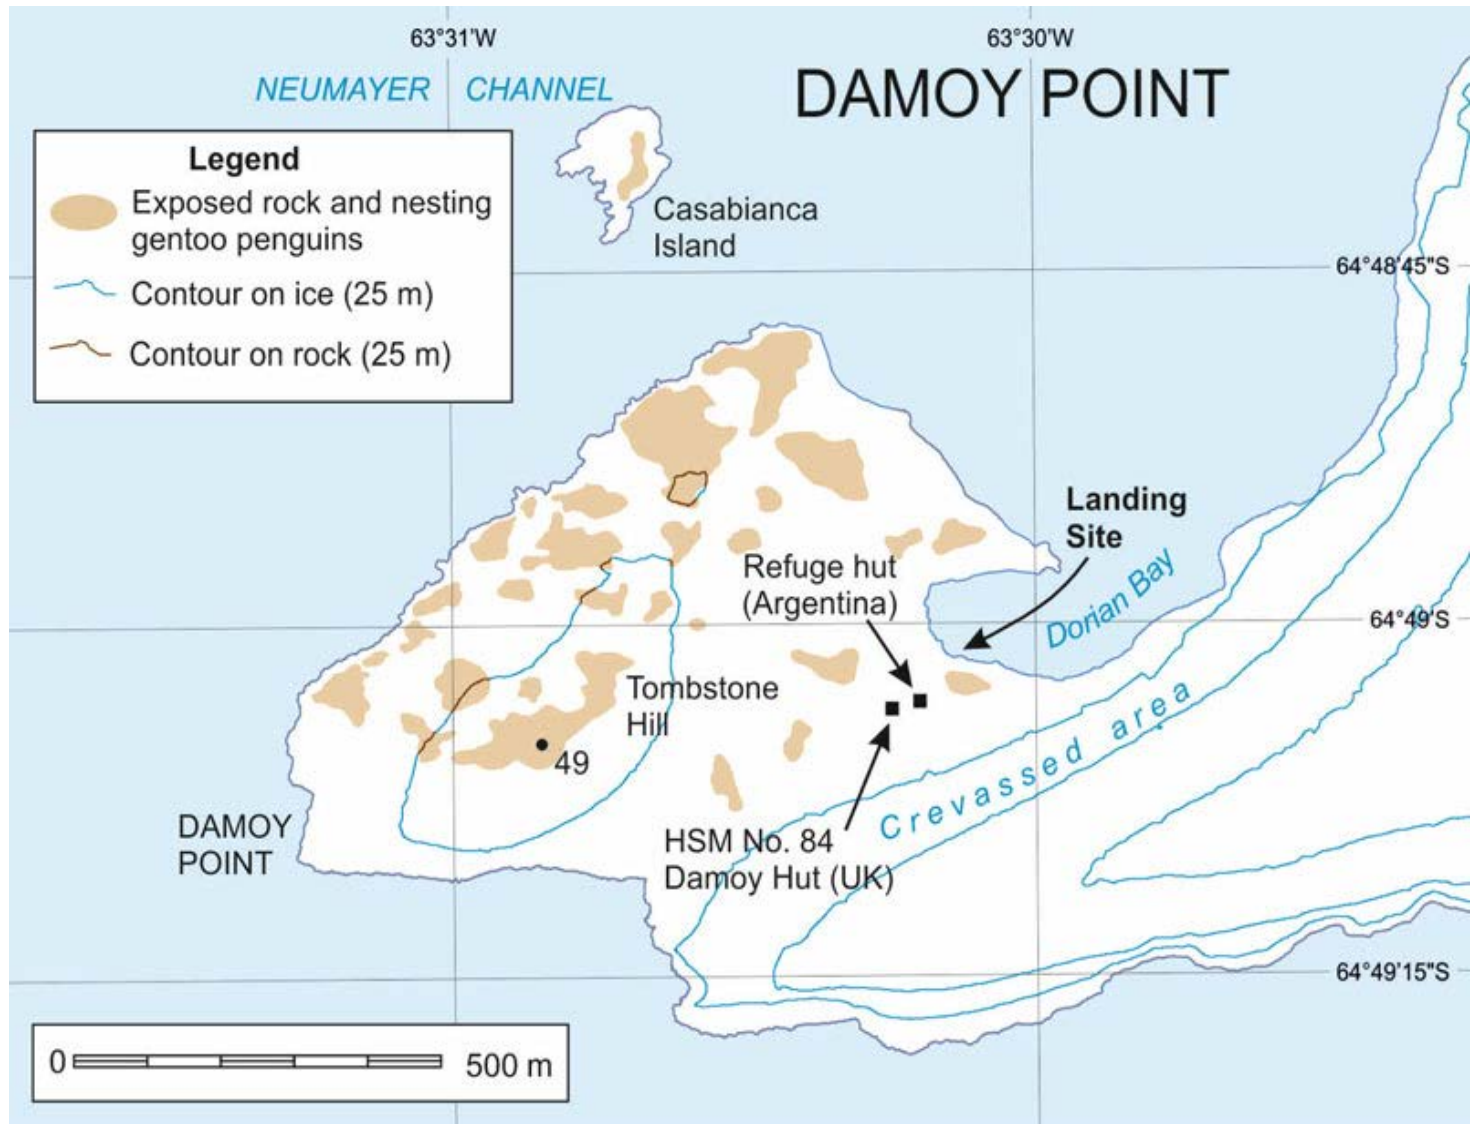 63°31'W
63°30'W
NEUMAYER CHANNEL
DAMOY POINT
Legend
Exposed rock and nesting
gentoo penguins
Contour on ice (25 m)
Contour on rock (25 m)
Casabianca
Island
64°48'45"S
Landing
Site
Refuge hut
(Argentina)
Dorian Bay
64°49'S
Tombstone
Hill
49
Crevassed area
DAMOY
POINT
HSM No. 84
Damoy Hut (UK)
64°49'15"S
0 500 m